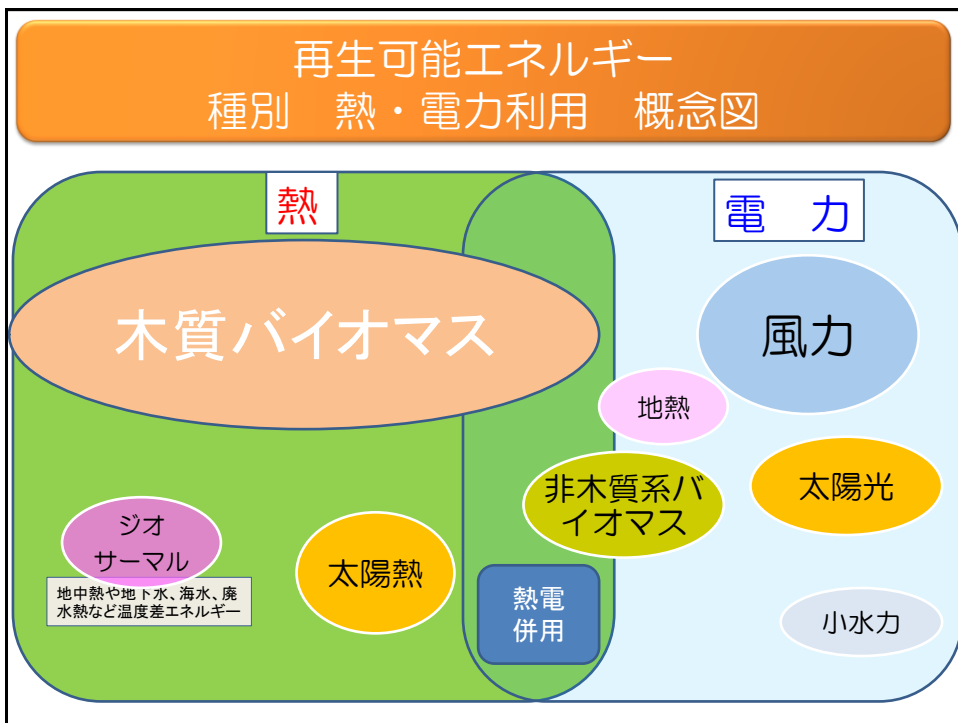 再生可能エネルギー
種別　熱・電力利用　概念図
熱
電　力
木質バイオマス
風力
地熱
非木質系バ
イオマス
太陽光
ジオ
サーマル
地中熱や地下水、海水、廃
水熱など温度差エネルギー
太陽熱
熱電
併用
小水力